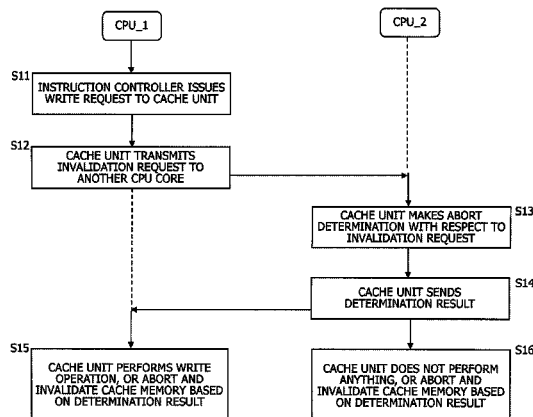 CPU_1
CPU_2
S11
INSTRUCTION CONTROLLER ISSUES
WRITE REQUEST TO CACHE UNIT
S12
CACHE UNIT TRANSMITS
INVALIDATION REQUEST TO
ANOTHER CPU CORE
S13
CACHE UNIT MAKES ABORT
DETERMINATION WITH RESPECT TO
INVALIDATION REQUEST
S14
CACHE UNIT SENDS
DETERMINATION RESULT
S15
CACHE UNIT PERFORMS WRITE
OPERATION, OR ABORT AND
INVALIDATE CACHE MEMORY BASED
ON DETERMINATION RESULT
S16
CACHE UNIT DOES NOT PERFORM
ANYTHING, OR ABORT AND
INVALIDATE CACHE MEMORY BASED
ON DETERMINATION RESULT